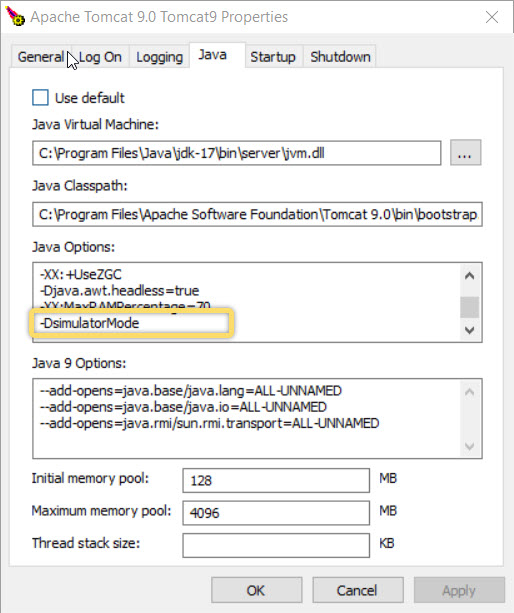 Apache Tomcat 9.0 Tomcat9 Properties
General Log On Logging Java Startup Shutdown
Use default
Java Virtual Machine:
C:\Program Files\Java\jdk-17\bin\server\jvm.dll
...
Java Classpath:
C:\Program Files\Apache Software Foundation\Tomcat 9.0\bin\bootstrap
Java Options:
-XX:+UseZGC
-Djava.awt.headless=true
-XX:MaxRAMPercentage=70
-DsimulatorMode
Java 9 Options:
--add-opens=java.base/java.lang=ALL-UNNAMED
--add-opens=java.base/java.io=ALL-UNNAMED
--add-opens=java.rmi/sun.rmi.transport=ALL-UNNAMED
Initial memory pool: 128 MB
Maximum memory pool: 4096 MB
Thread stack size: KB
OK Cancel Apply